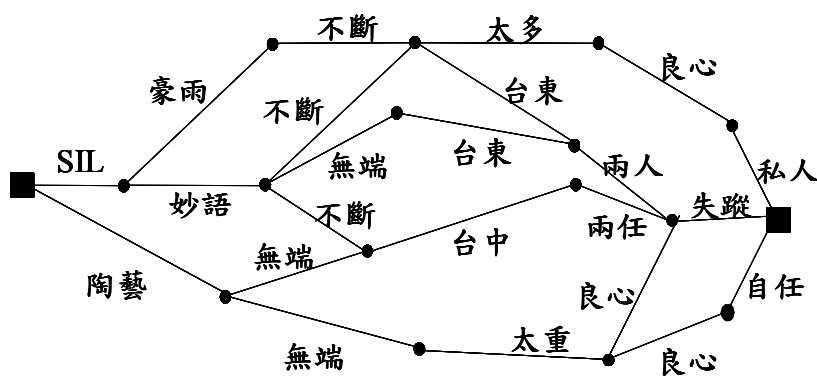 不斷
太多
豪雨
不斷
台東
良心
SIL
妙語
無端
台東
兩人
私人
不斷
失蹤
陶藝
無端
台中
兩任
良心
自任
無端
太重
良心